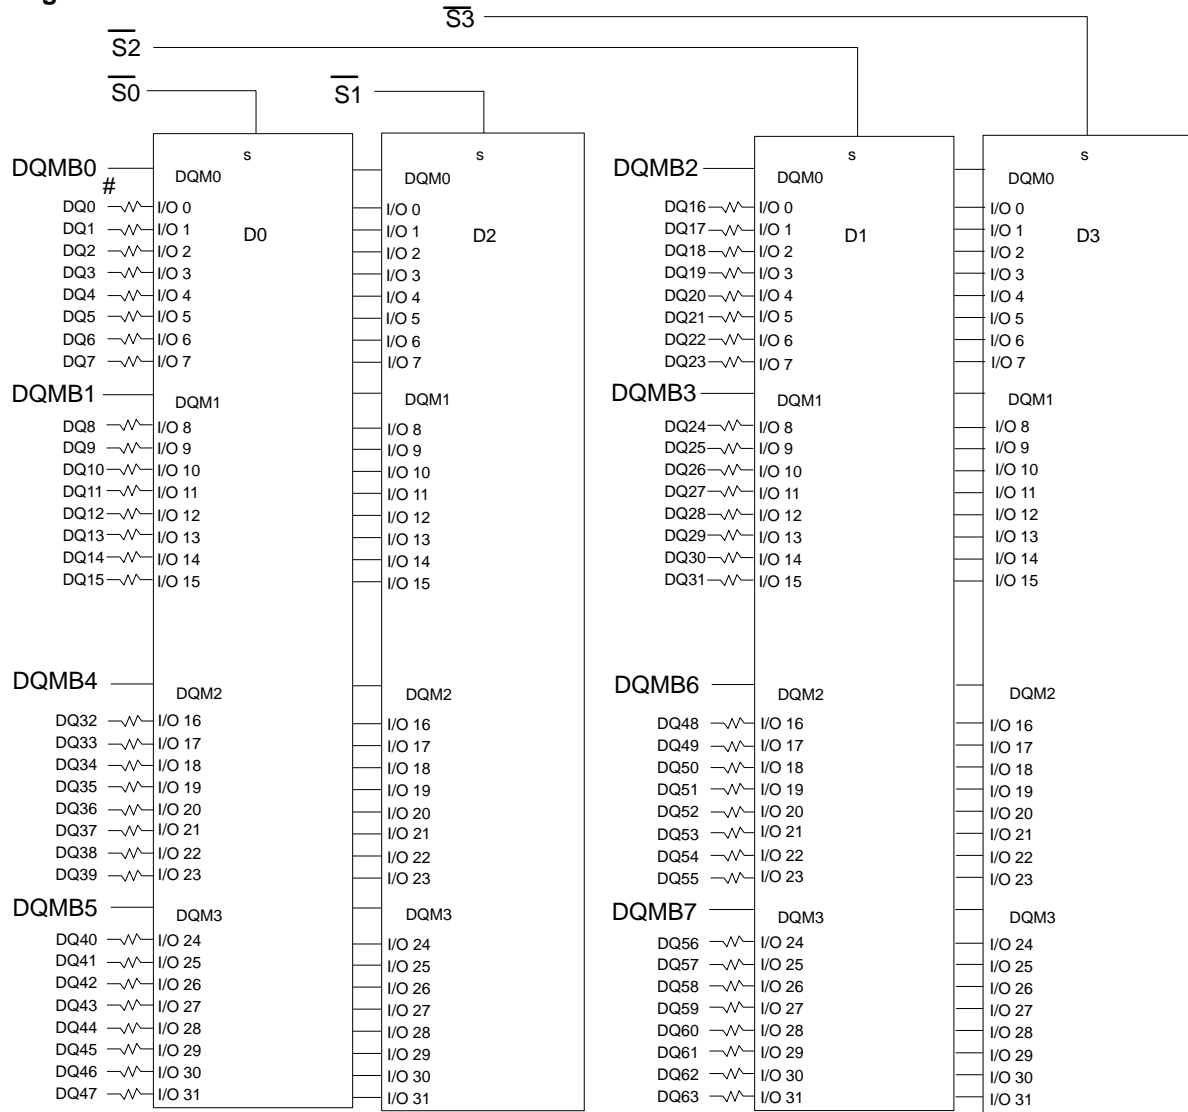 S3
S2
S0 S1
s s s s
DQMB0 DQM0 DQM0 DQMB2 DQM0 DQM0
#
DQ0 I/O 0 I/O 0 DQ16 I/O 0 I/O 0
DQ1 I/O 1 I/O 1 DQ17 I/O 1 I/O 1
D0 D2 D1 D3
DQ2 I/O 2 I/O 2 DQ18 I/O 2 I/O 2
DQ3 I/O 3 I/O 3 DQ19 I/O 3 I/O 3
DQ4 I/O 4 I/O 4 DQ20 I/O 4 I/O 4
DQ5 I/O 5 I/O 5 DQ21 I/O 5 I/O 5
DQ6 I/O 6 I/O 6 DQ22 I/O 6 I/O 6
DQ7 I/O 7 I/O 7 DQ23 I/O 7 I/O 7
DQMB1 DQM1 DQM1 DQMB3 DQM1 DQM1
DQ8 I/O 8 I/O 8 DQ24 I/O 8 I/O 8
DQ9 I/O 9 I/O 9 DQ25 I/O 9 I/O 9
DQ10 I/O 10 I/O 10 DQ26 I/O 10 I/O 10
DQ11 I/O 11 I/O 11 DQ27 I/O 11 I/O 11
DQ12 I/O 12 I/O 12 DQ28 I/O 12 I/O 12
DQ13 I/O 13 I/O 13 DQ29 I/O 13 I/O 13
DQ14 I/O 14 I/O 14 DQ30 I/O 14 I/O 14
DQ15 I/O 15 I/O 15 DQ31 I/O 15 I/O 15
DQMB4 DQM2 DQM2 DQMB6 DQM2 DQM2
DQ32 I/O 16 I/O 16 DQ48 I/O 16 I/O 16
DQ33 I/O 17 I/O 17 DQ49 I/O 17 I/O 17
DQ34 I/O 18 I/O 18 DQ50 I/O 18 I/O 18
DQ35 I/O 19 I/O 19 DQ51 I/O 19 I/O 19
DQ36 I/O 20 I/O 20 DQ52 I/O 20 I/O 20
DQ37 I/O 21 I/O 21 DQ53 I/O 21 I/O 21
DQ38 I/O 22 I/O 22 DQ54 I/O 22 I/O 22
DQ39 I/O 23 I/O 23 DQ55 I/O 23 I/O 23
DQMB5 DQM3 DQM3 DQMB7 DQM3 DQM3
DQ40 I/O 24 I/O 24 DQ56 I/O 24 I/O 24
DQ41 I/O 25 I/O 25 DQ57 I/O 25 I/O 25
DQ42 I/O 26 I/O 26 DQ58 I/O 26 I/O 26
DQ43 I/O 27 I/O 27 DQ59 I/O 27 I/O 27
DQ44 I/O 28 I/O 28 DQ60 I/O 28 I/O 28
DQ45 I/O 29 I/O 29 DQ61 I/O 29 I/O 29
DQ46 I/O 30 I/O 30 DQ62 I/O 30 I/O 30
DQ47 I/O 31 I/O 31 DQ63 I/O 31 I/O 31